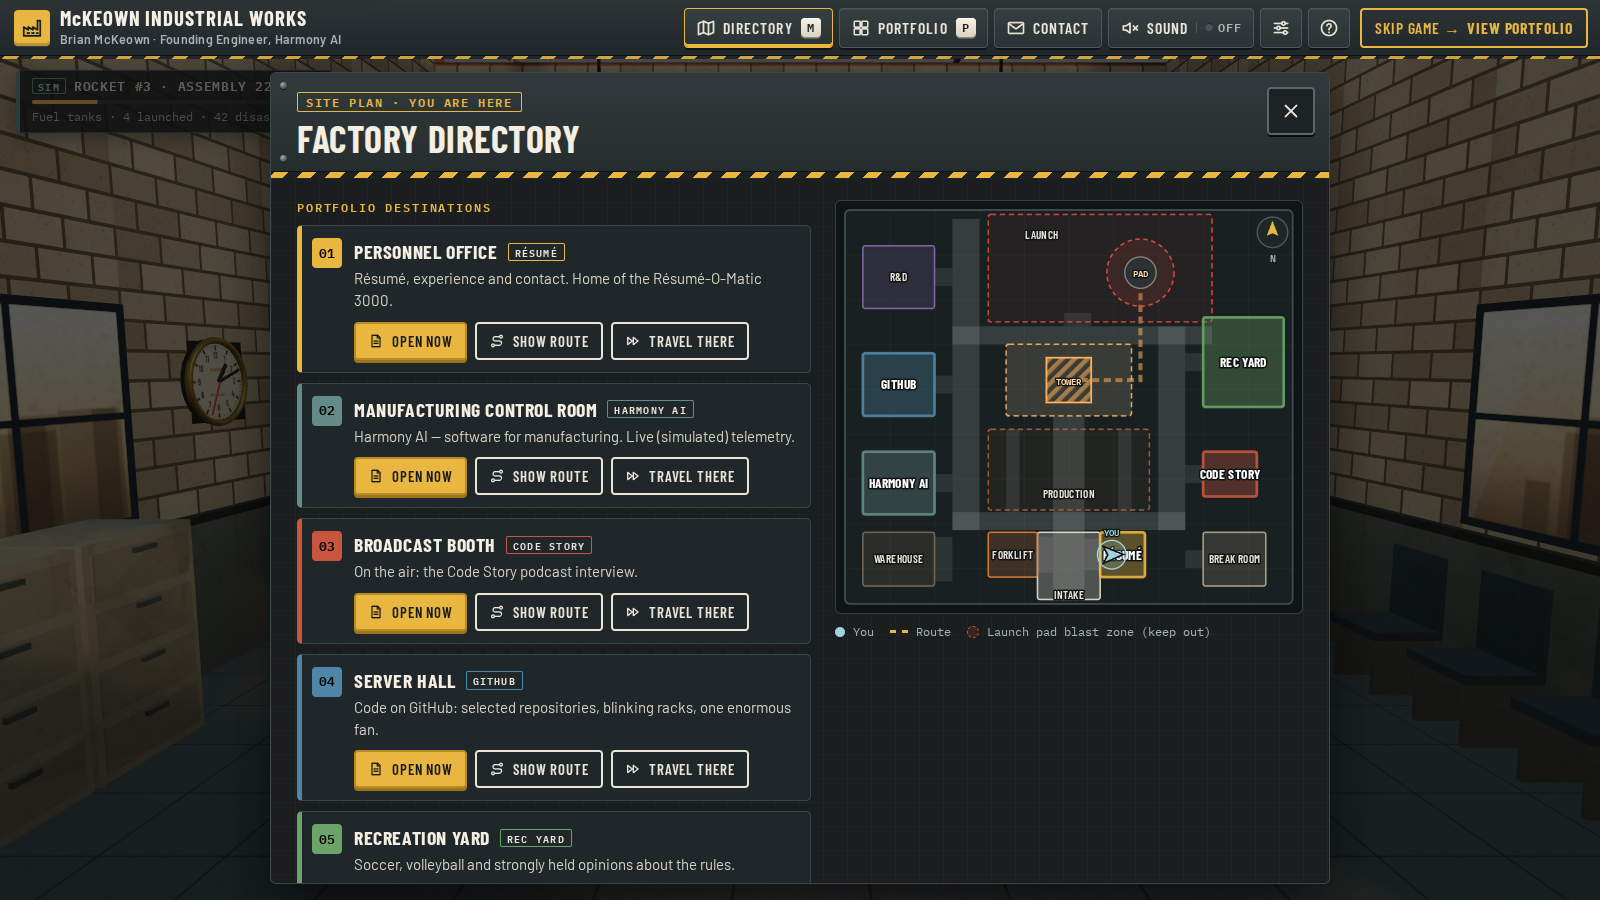 McKEOWN INDUSTRIAL WORKS
Brian McKeown · Founding Engineer, Harmony AI
DIRECTORY M
PORTFOLIO P
CONTACT
SOUND OFF
SKIP GAME → VIEW PORTFOLIO
SIM ROCKET #3 · ASSEMBLY 22
Fuel tanks · 4 launched · 42 disas
SITE PLAN · YOU ARE HERE
FACTORY DIRECTORY
PORTFOLIO DESTINATIONS
01 PERSONNEL OFFICE RÉSUMÉ
Résumé, experience and contact. Home of the Résumé-O-Matic
3000.
OPEN NOW SHOW ROUTE TRAVEL THERE
02 MANUFACTURING CONTROL ROOM HARMONY AI
Harmony AI — software for manufacturing. Live (simulated) telemetry.
OPEN NOW SHOW ROUTE TRAVEL THERE
03 BROADCAST BOOTH CODE STORY
On the air: the Code Story podcast interview.
OPEN NOW SHOW ROUTE TRAVEL THERE
04 SERVER HALL GITHUB
Code on GitHub: selected repositories, blinking racks, one enormous
fan.
OPEN NOW SHOW ROUTE TRAVEL THERE
05 RECREATION YARD REC YARD
Soccer, volleyball and strongly held opinions about the rules.
LAUNCH
N
R&D
PAD
REC YARD
GITHUB
TOWER
HARMONY AI
CODE STORY
PRODUCTION
YOU
WAREHOUSE
FORKLIFT
BREAK ROOM
INTAKE
You Route Launch pad blast zone (keep out)